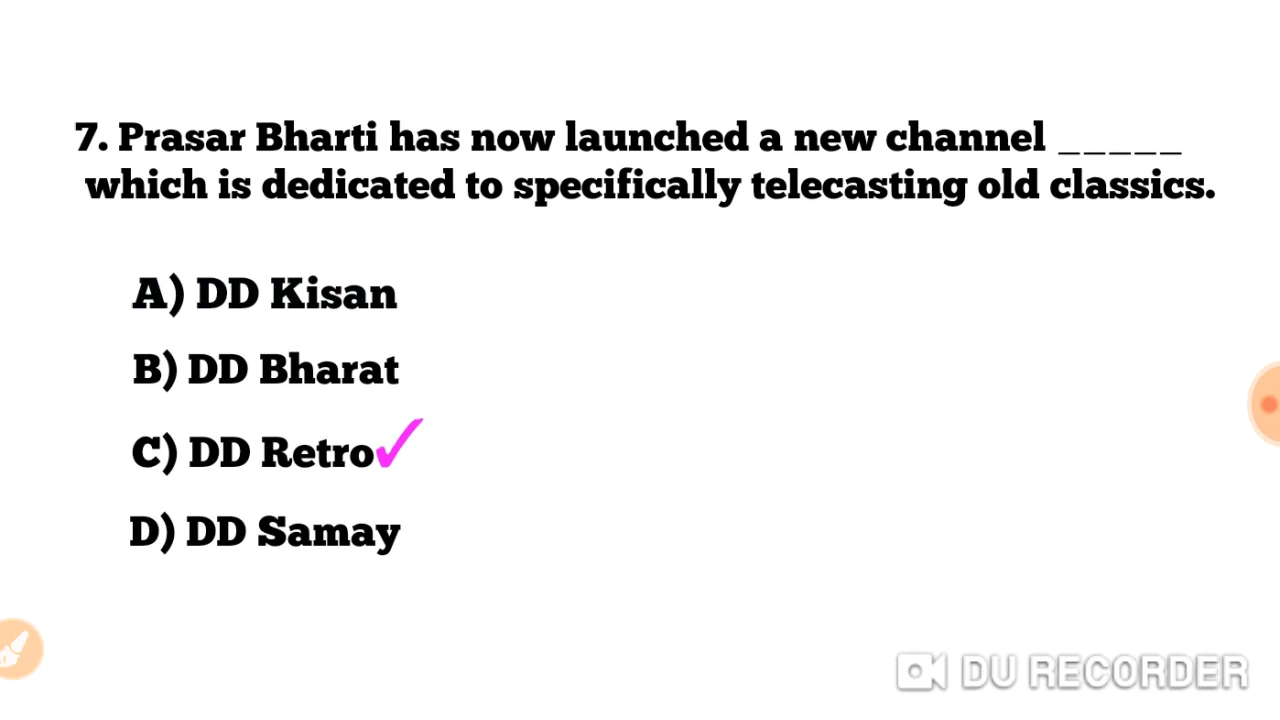 7. Prasar Bharti has now launched a new channel _____
which is dedicated to specifically telecasting old classics.
A) DD Kisan
B) DD Bharat
C) DD Retro✓
D) DD Samay
DU RECORDER